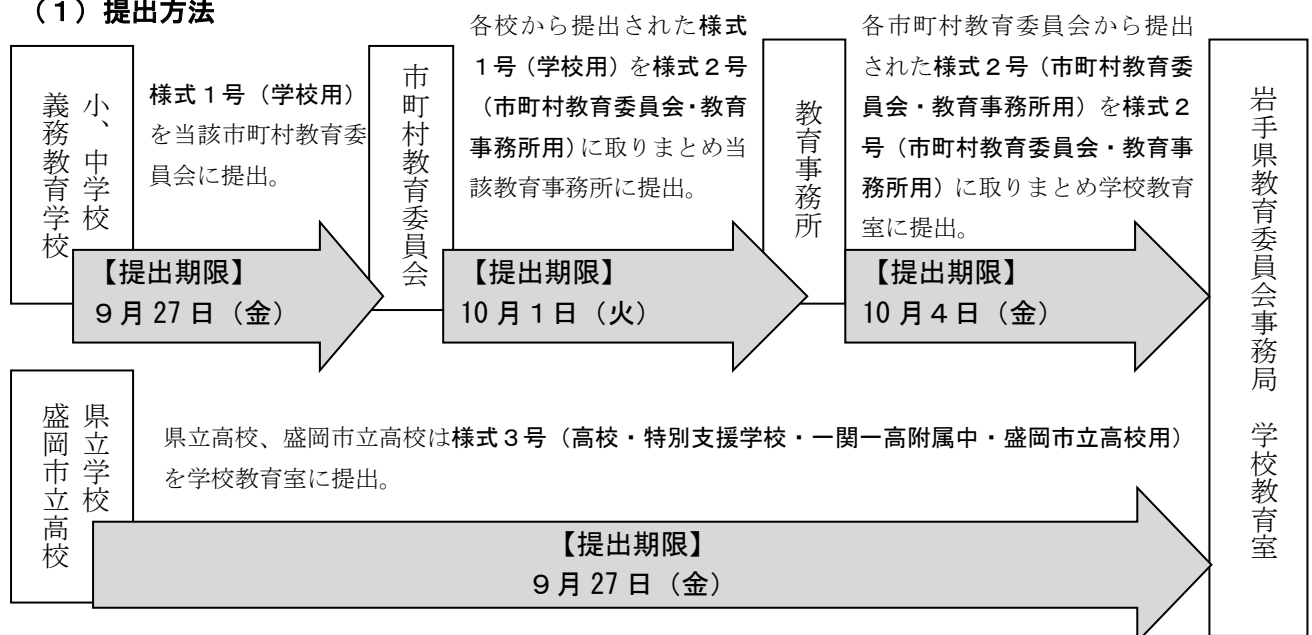 （１）提出方法
小、中学校
義務教育学校
様式１号（学校用）
を当該市町村教育委
員会に提出。
【提出期限】
９月 27 日（金）
市町村教育委員会
各校から提出された様式
１号（学校用）を様式２号
（市町村教育委員会・教育
事務所用）に取りまとめ当
該教育事務所に提出。
【提出期限】
10 月１日（火）
教育事務所
各市町村教育委員会から提出
された様式２号（市町村教育委
員会・教育事務所用）を様式２
号（市町村教育委員会・教育事
務所用）に取りまとめ学校教育
室に提出。
【提出期限】
10 月４日（金）
岩手県教育委員会事務局　学校教育室
県立学校
盛岡市立高校
県立高校、盛岡市立高校は様式３号（高校・特別支援学校・一関一高附属中・盛岡市立高校用）
を学校教育室に提出。
【提出期限】
９月 27 日（金）